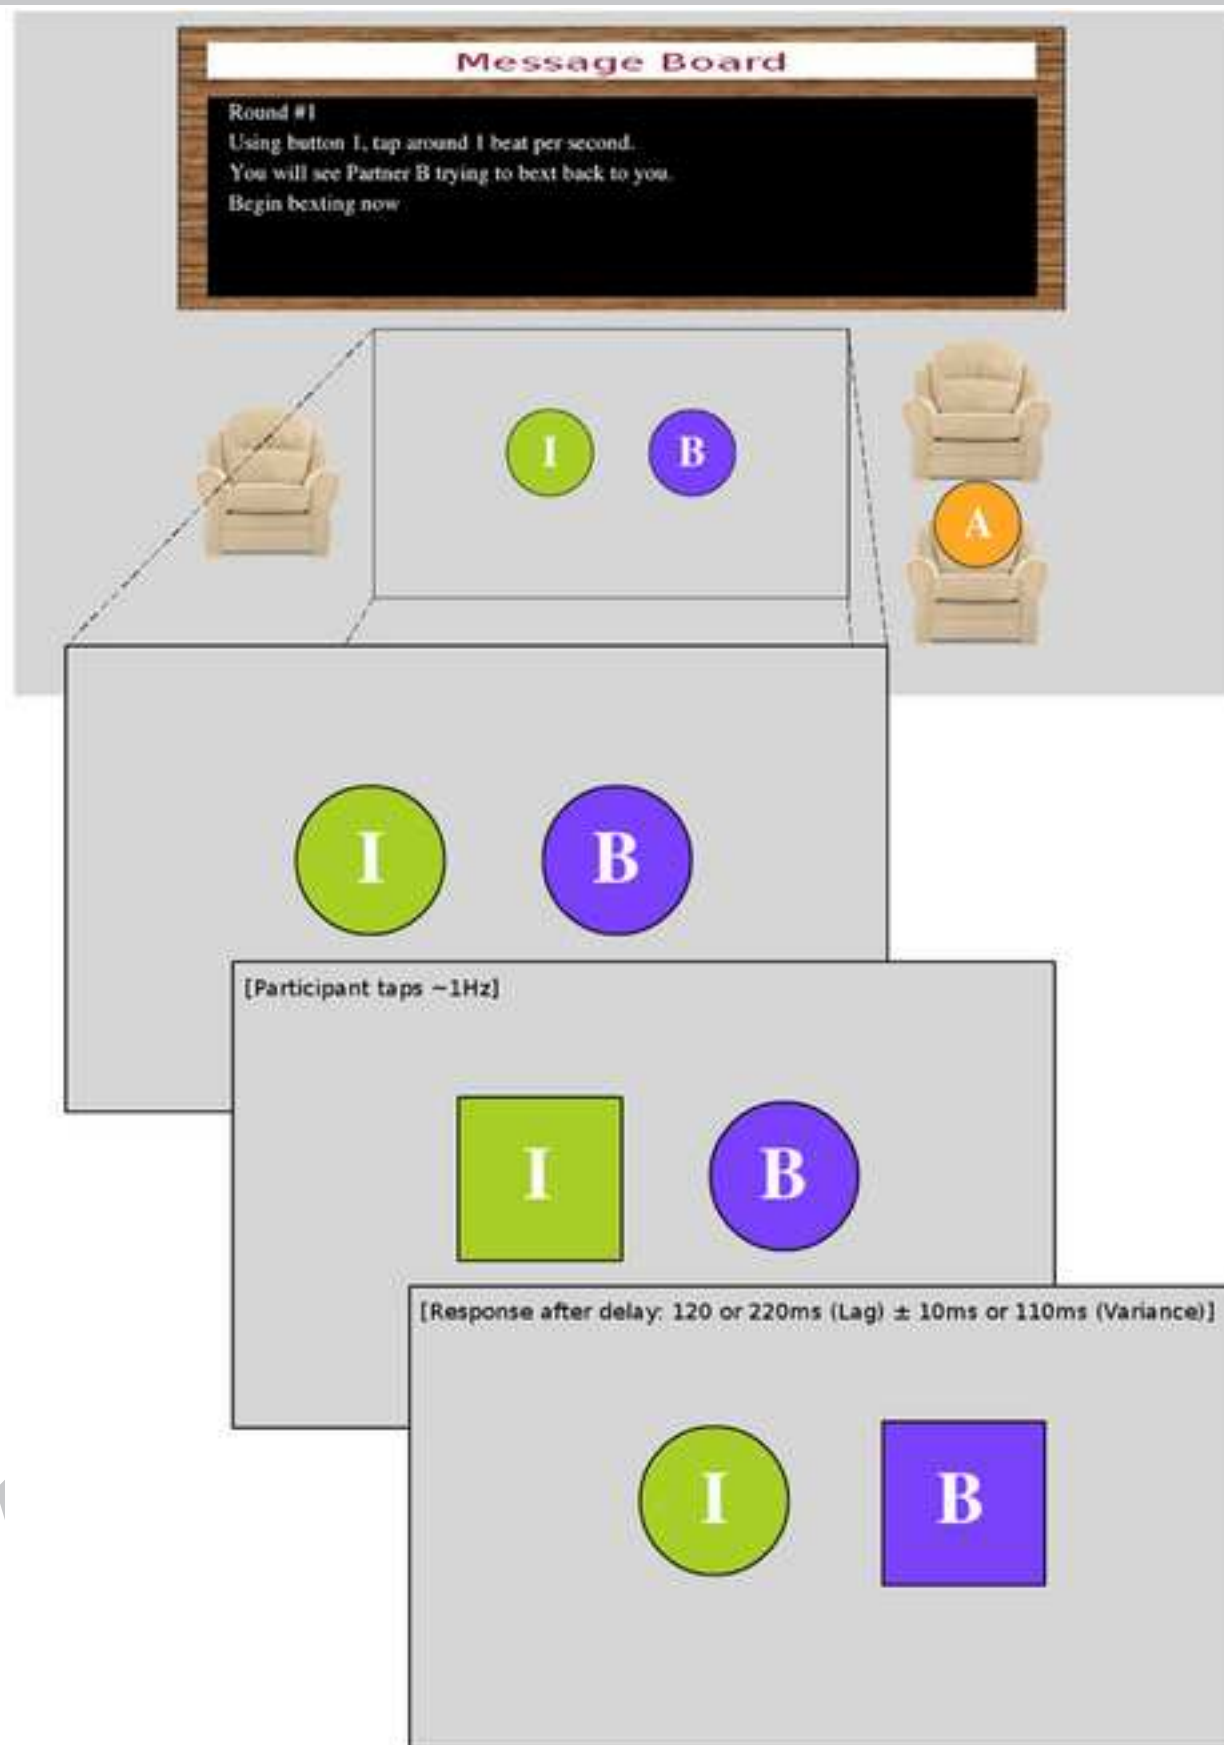 Message Board
Round #1
Using button 1, tap around 1 beat per second.
You will see Partner B trying to bext back to you.
Begin bexting now
I B
A
I B
[Participant taps ~1Hz]
I B
[Response after delay: 120 or 220ms (Lag) ± 10ms or 110ms (Variance)]
I B